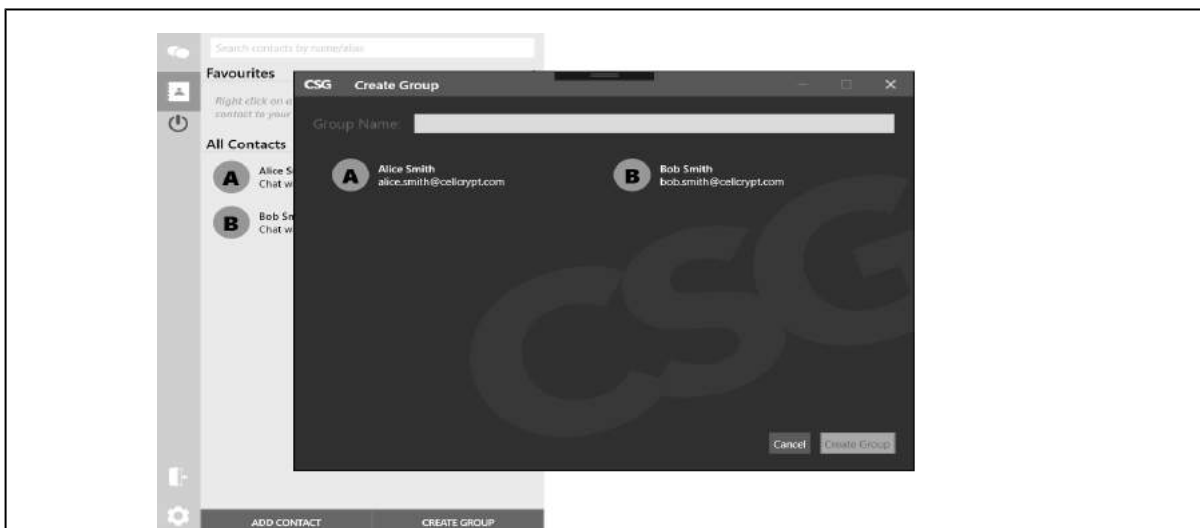 Search contacts by name/alias
Favourites
Right click on a
contact to your
All Contacts
A
Alice S
Chat w
B
Bob Sm
Chat w
CSG Create Group
Group Name:
A
Alice Smith
alice.smith@cellcrypt.com
B
Bob Smith
bob.smith@cellcrypt.com
CSG
Cancel Create Group
ADD CONTACT CREATE GROUP